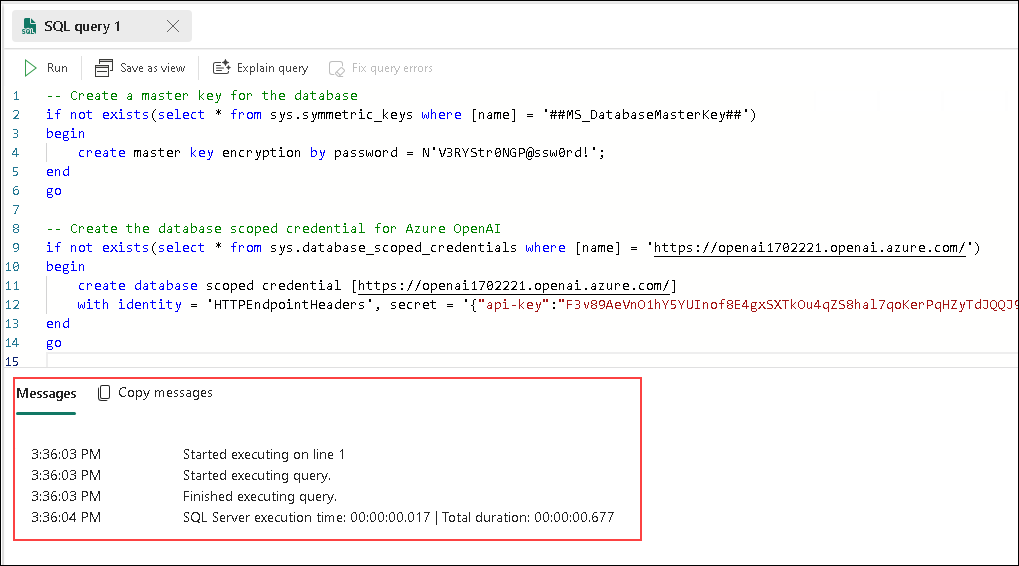 SQL query 1
Run Save as view Explain query Fix query errors
1 -- Create a master key for the database
2 if not exists(select * from sys.symmetric_keys where [name] = '##MS_DatabaseMasterKey##')
3 begin
4 create master key encryption by password = N'V3RYStr0NGP@ssw0rd!';
5 end
6 go
7
8 -- Create the database scoped credential for Azure OpenAI
9 if not exists(select * from sys.database_scoped_credentials where [name] = 'https://openai1702221.openai.azure.com/')
10 begin
11 create database scoped credential [https://openai1702221.openai.azure.com/]
12 with identity = 'HTTPEndpointHeaders', secret = '{"api-key":"
13 end
14 go
15
Messages Copy messages
3:36:03 PM Started executing on line 1
3:36:03 PM Started executing query.
3:36:03 PM Finished executing query.
3:36:04 PM SQL Server execution time: 00:00:00.017 | Total duration: 00:00:00.677